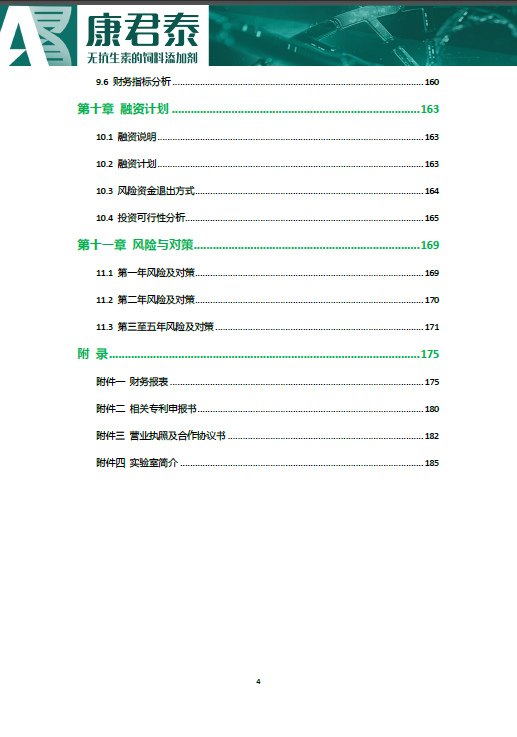 康君泰
无抗生素的饲料添加剂
9.6 财务指标分析 ........ 160
第十章 融资计划 ........ 163
10.1 融资说明 ........ 163
10.2 融资计划 ........ 163
10.3 风险资金退出方式 ........ 164
10.4 投资可行性分析 ........ 165
第十一章 风险与对策 ........ 169
11.1 第一年风险及对策 ........ 169
11.2 第二年风险及对策 ........ 170
11.3 第三至五年风险及对策 ........ 171
附 录 ........ 175
附件一 财务报表 ........ 175
附件二 相关专利申报书 ........ 180
附件三 营业执照及合作协议书 ........ 182
附件四 实验室简介 ........ 185
4